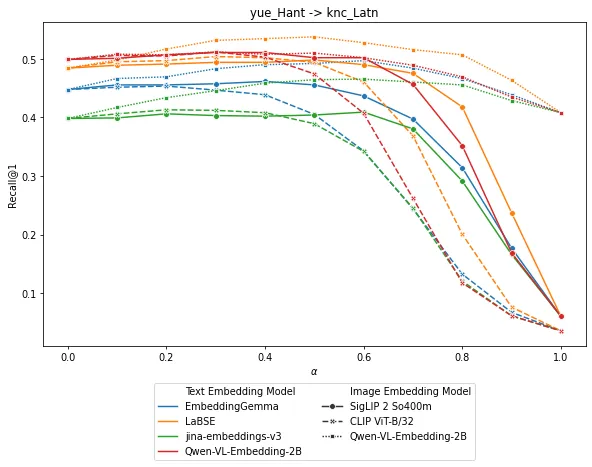 yue_Hant -> knc_Latn
Recall@1
0.5
0.4
0.3
0.2
0.1
0.0 0.2 0.4 0.6 0.8 1.0
α
Text Embedding Model Image Embedding Model
EmbeddingGemma SigLIP 2 So400m
LaBSE CLIP ViT-B/32
jina-embeddings-v3 Qwen-VL-Embedding-2B
Qwen-VL-Embedding-2B